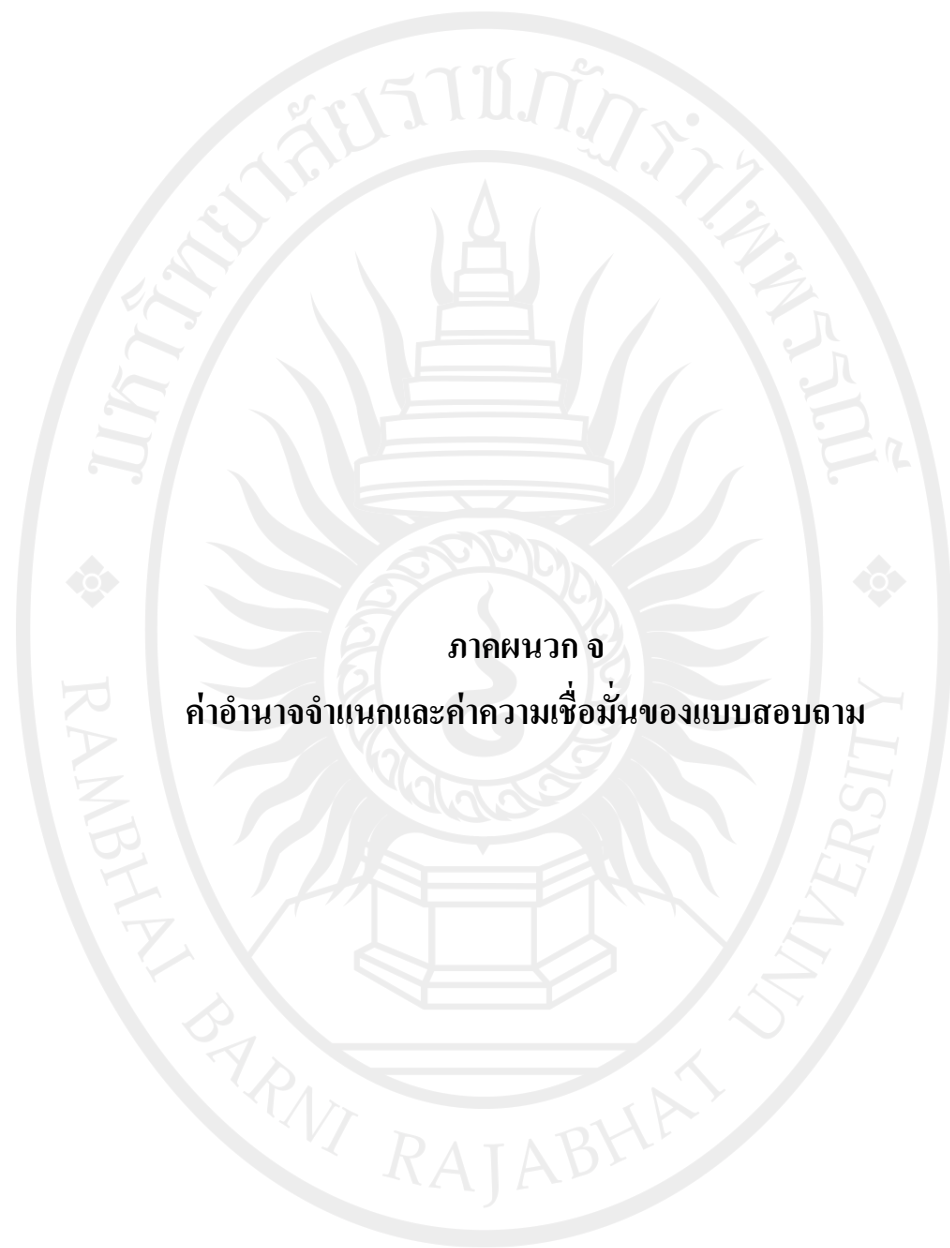 มหาวิทยาลัยราชภัฏรำไพพรรณี
ภาคผนวก จ
ค่าอำนาจจำแนกและค่าความเชื่อมั่นของแบบสอบถาม
RAMBHAI BARNI RAJABHAT UNIVERSITY